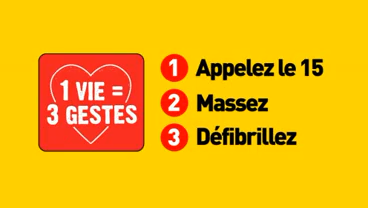 1 VIE =
3 GESTES
1 Appelez le 15
2 Massez
3 Défibrillez